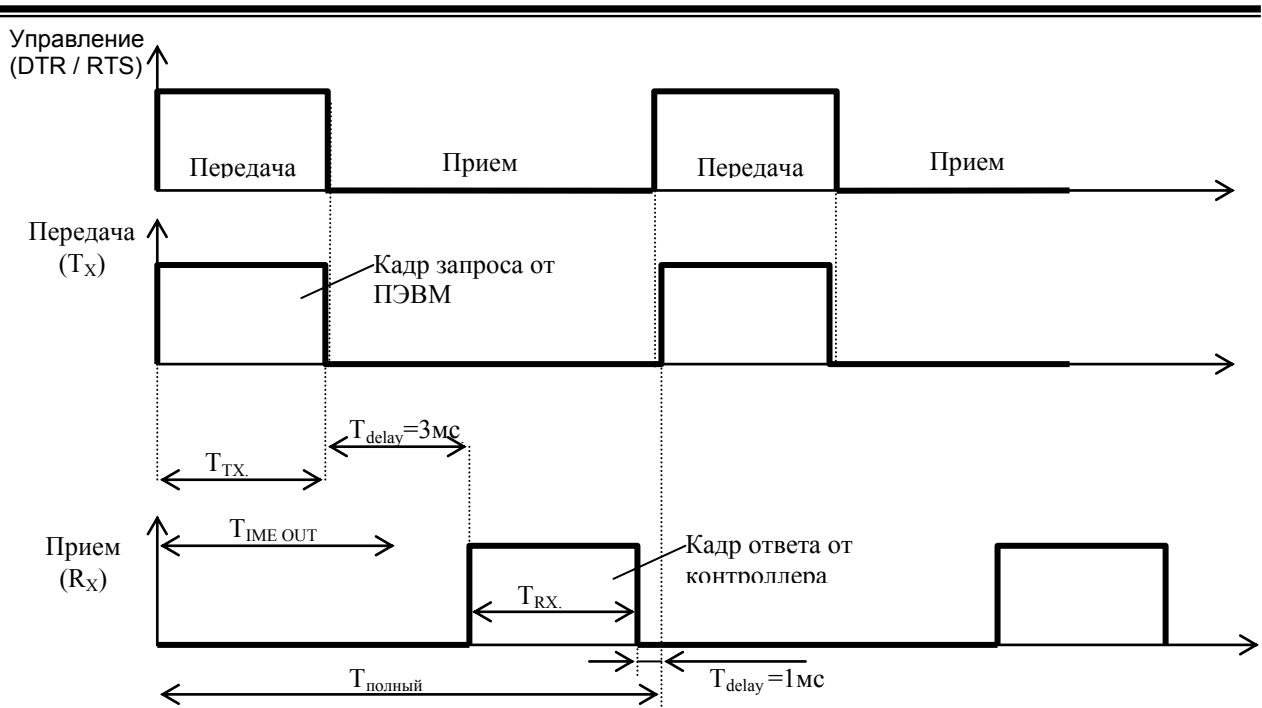 Управление
(DTR / RTS)
Передача
Прием
Передача
Прием
Передача
(TX)
Кадр запроса от
ПЭВМ
Tdelay=3мс
TTX.
Прием
(RX)
TIME OUT
Кадр ответа от
контроллера
TRX.
Tполный
Tdelay =1мс